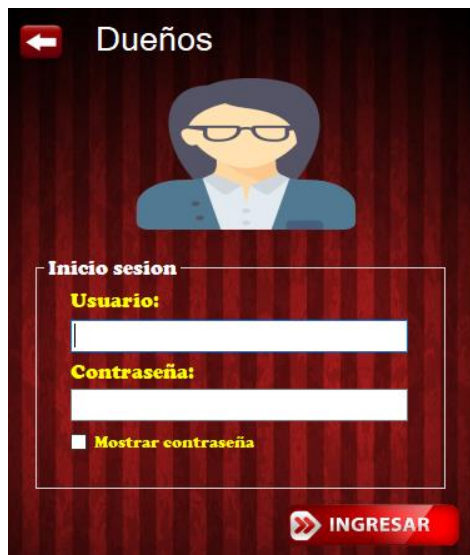 Dueños
Inicio sesion
Usuario:
Contraseña:
Mostrar contraseña
INGRESAR